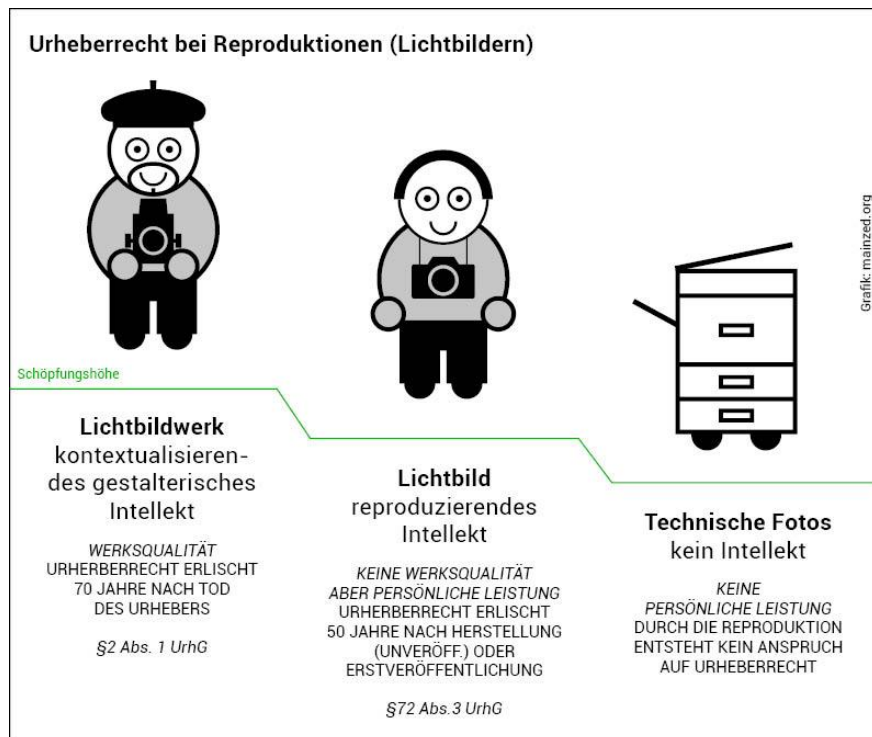 Urheberrecht bei Reproduktionen (Lichtbildern)
Grafik: mainzed.org
Schöpfungshöhe
Lichtbildwerk
kontextualisieren-
des gestalterisches
Intellekt
WERKSQUALITÄT
URHERBERRECHT ERLISCHT
70 JAHRE NACH TOD
DES URHEBERS
§2 Abs. 1 UrhG
Lichtbild
reproduzierendes
Intellekt
KEINE WERKSQUALITÄT
ABER PERSÖNLICHE LEISTUNG
URHERBERRECHT ERLISCHT
50 JAHRE NACH HERSTELLUNG
(UNVERÖFF.) ODER
ERSTVERÖFFENTLICHUNG
§72 Abs.3 UrhG
Technische Fotos
kein Intellekt
KEINE
PERSÖNLICHE LEISTUNG
DURCH DIE REPRODUKTION
ENTSTEHT KEIN ANSPRUCH
AUF URHEBERRECHT